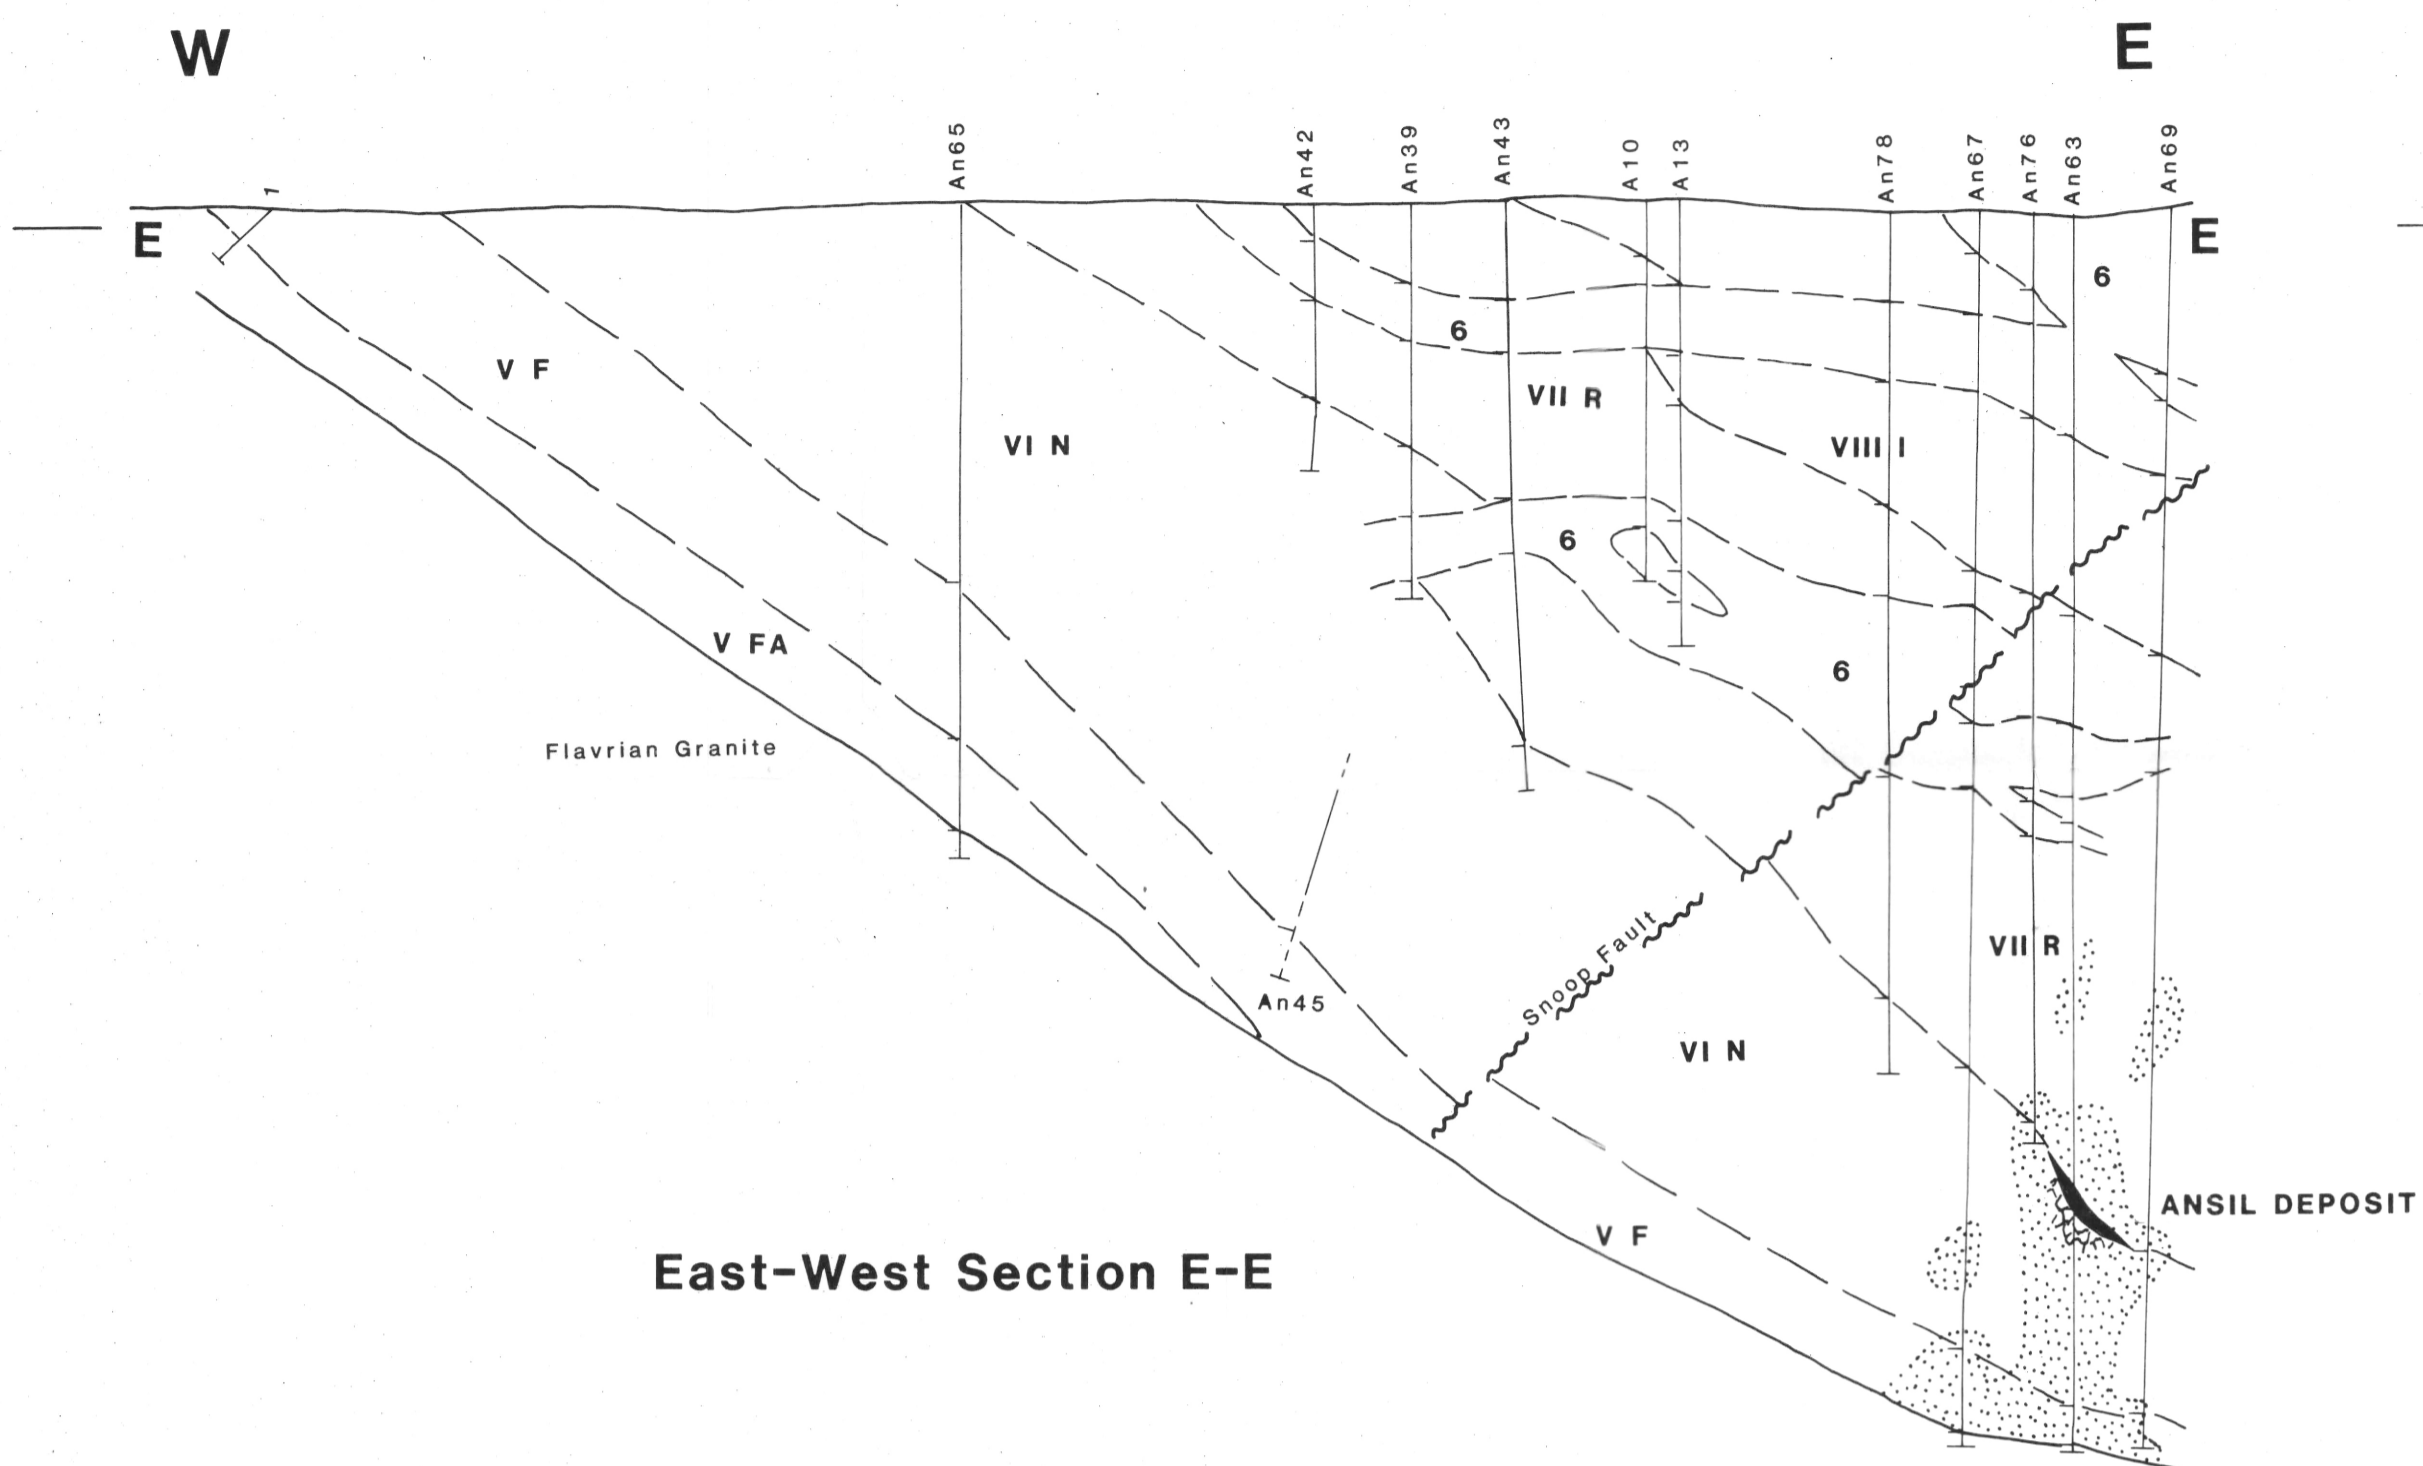 W E
An65 An42 An39 An43 A10 A13 An78 An67 An76 An63 An69
1
E E
6
6
V F
VII R
VI N
VIII I
6
V FA
6
Flavrian Granite
VII R
An45
Snoop Fault
VI N
ANSIL DEPOSIT
V F
East-West Section E-E